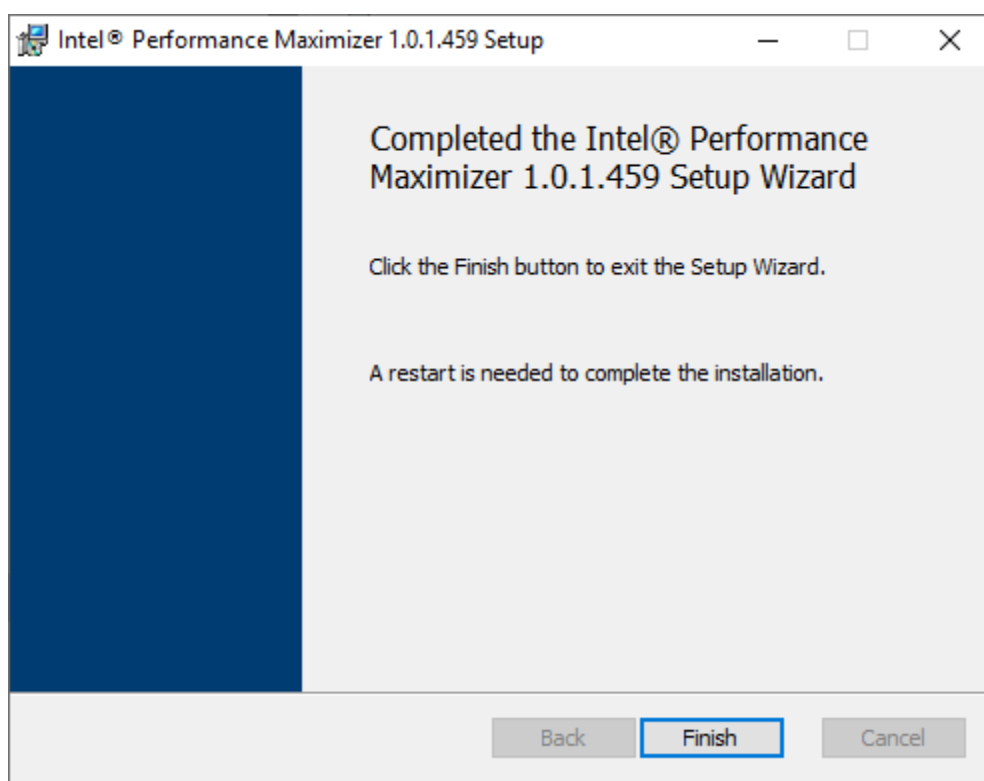 Intel® Performance Maximizer 1.0.1.459 Setup
Completed the Intel® Performance
Maximizer 1.0.1.459 Setup Wizard
Click the Finish button to exit the Setup Wizard.
A restart is needed to complete the installation.
Back Finish Cancel